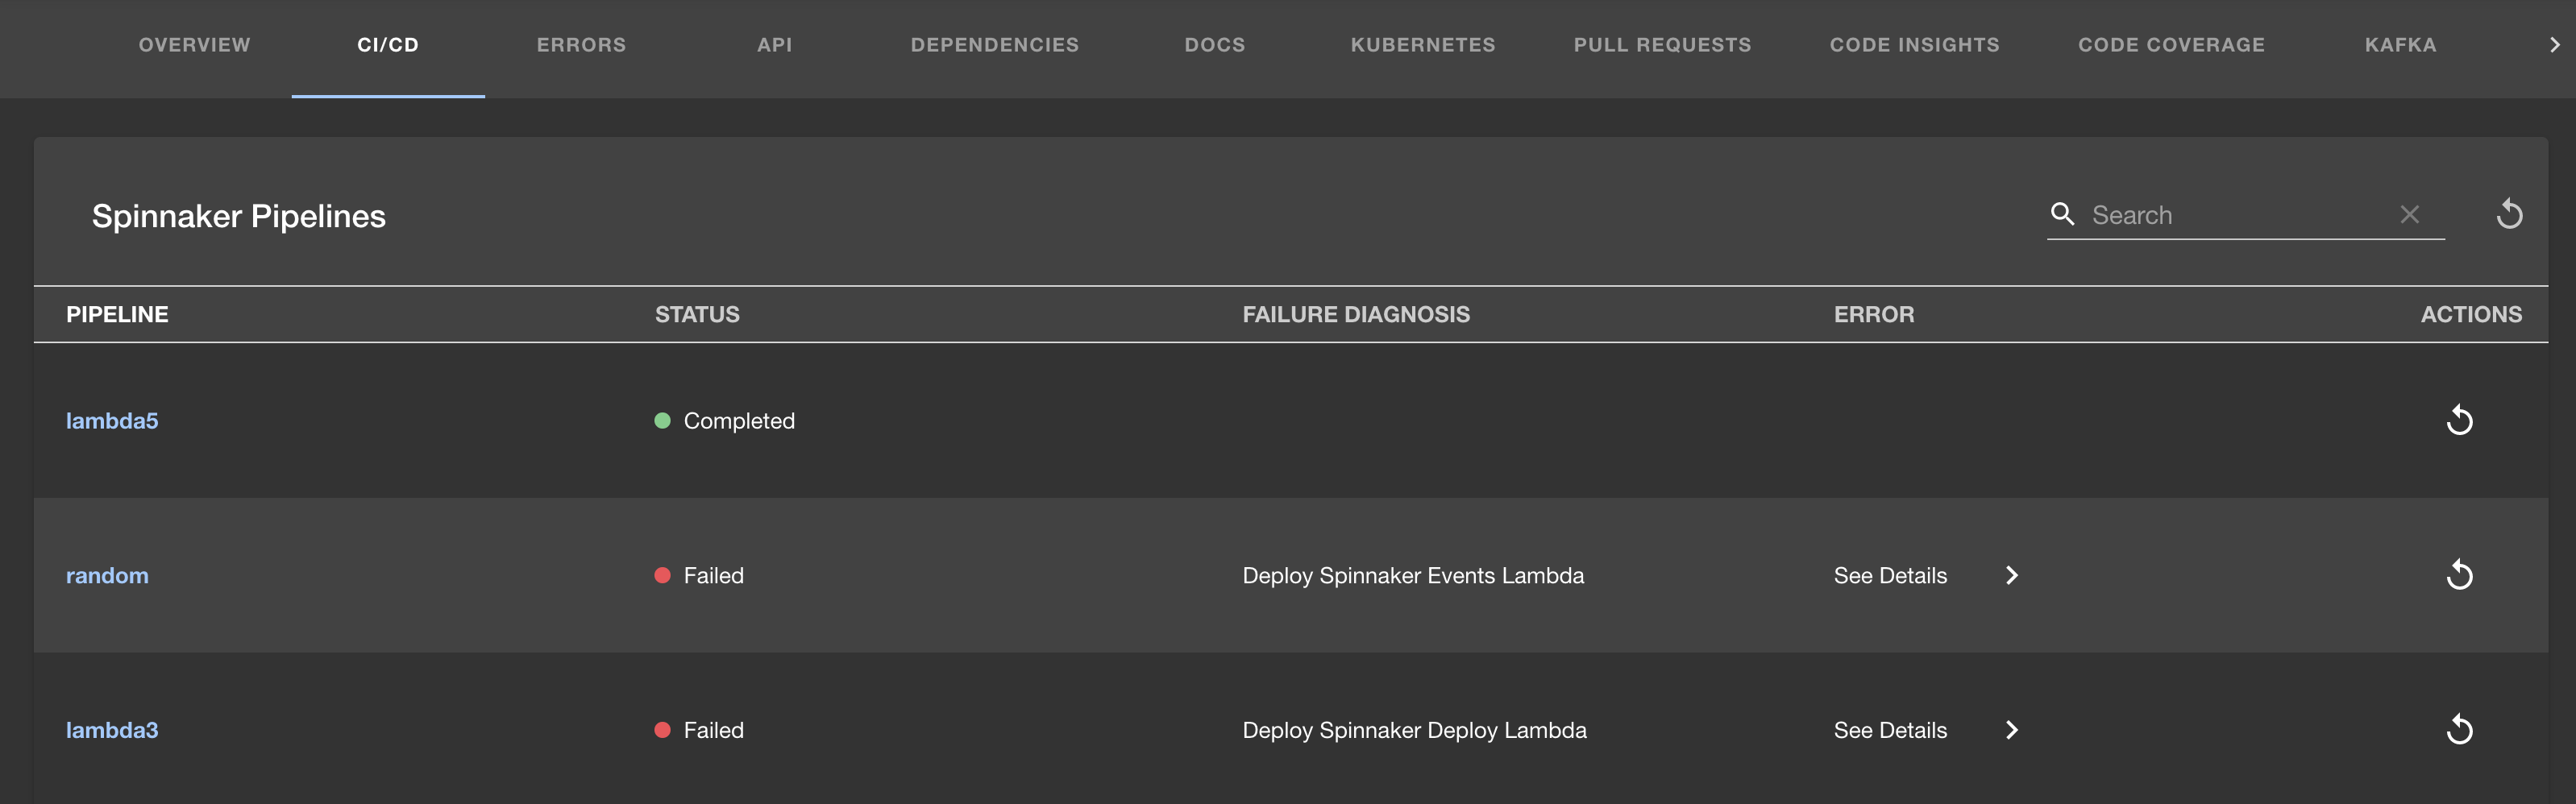 OVERVIEW CI/CD ERRORS API DEPENDENCIES DOCS KUBERNETES PULL REQUESTS CODE INSIGHTS CODE COVERAGE KAFKA
Spinnaker Pipelines Search
PIPELINE STATUS FAILURE DIAGNOSIS ERROR ACTIONS
lambda5 Completed
random Failed Deploy Spinnaker Events Lambda See Details
lambda3 Failed Deploy Spinnaker Deploy Lambda See Details